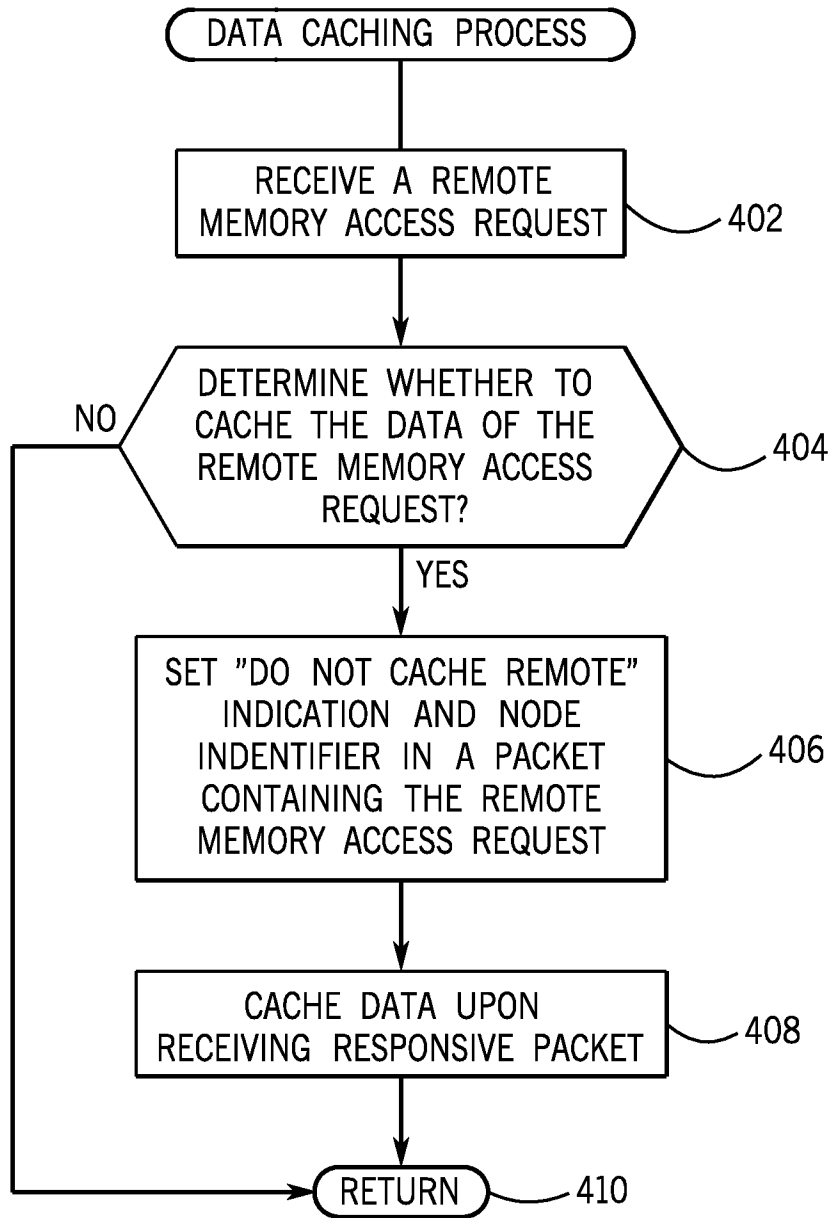 DATA CACHING PROCESS
RECEIVE A REMOTE
MEMORY ACCESS REQUEST
402
DETERMINE WHETHER TO
CACHE THE DATA OF THE
REMOTE MEMORY ACCESS
REQUEST?
NO
404
YES
SET "DO NOT CACHE REMOTE"
INDICATION AND NODE
INDENTIFIER IN A PACKET
CONTAINING THE REMOTE
MEMORY ACCESS REQUEST
406
CACHE DATA UPON
RECEIVING RESPONSIVE PACKET
408
RETURN
410